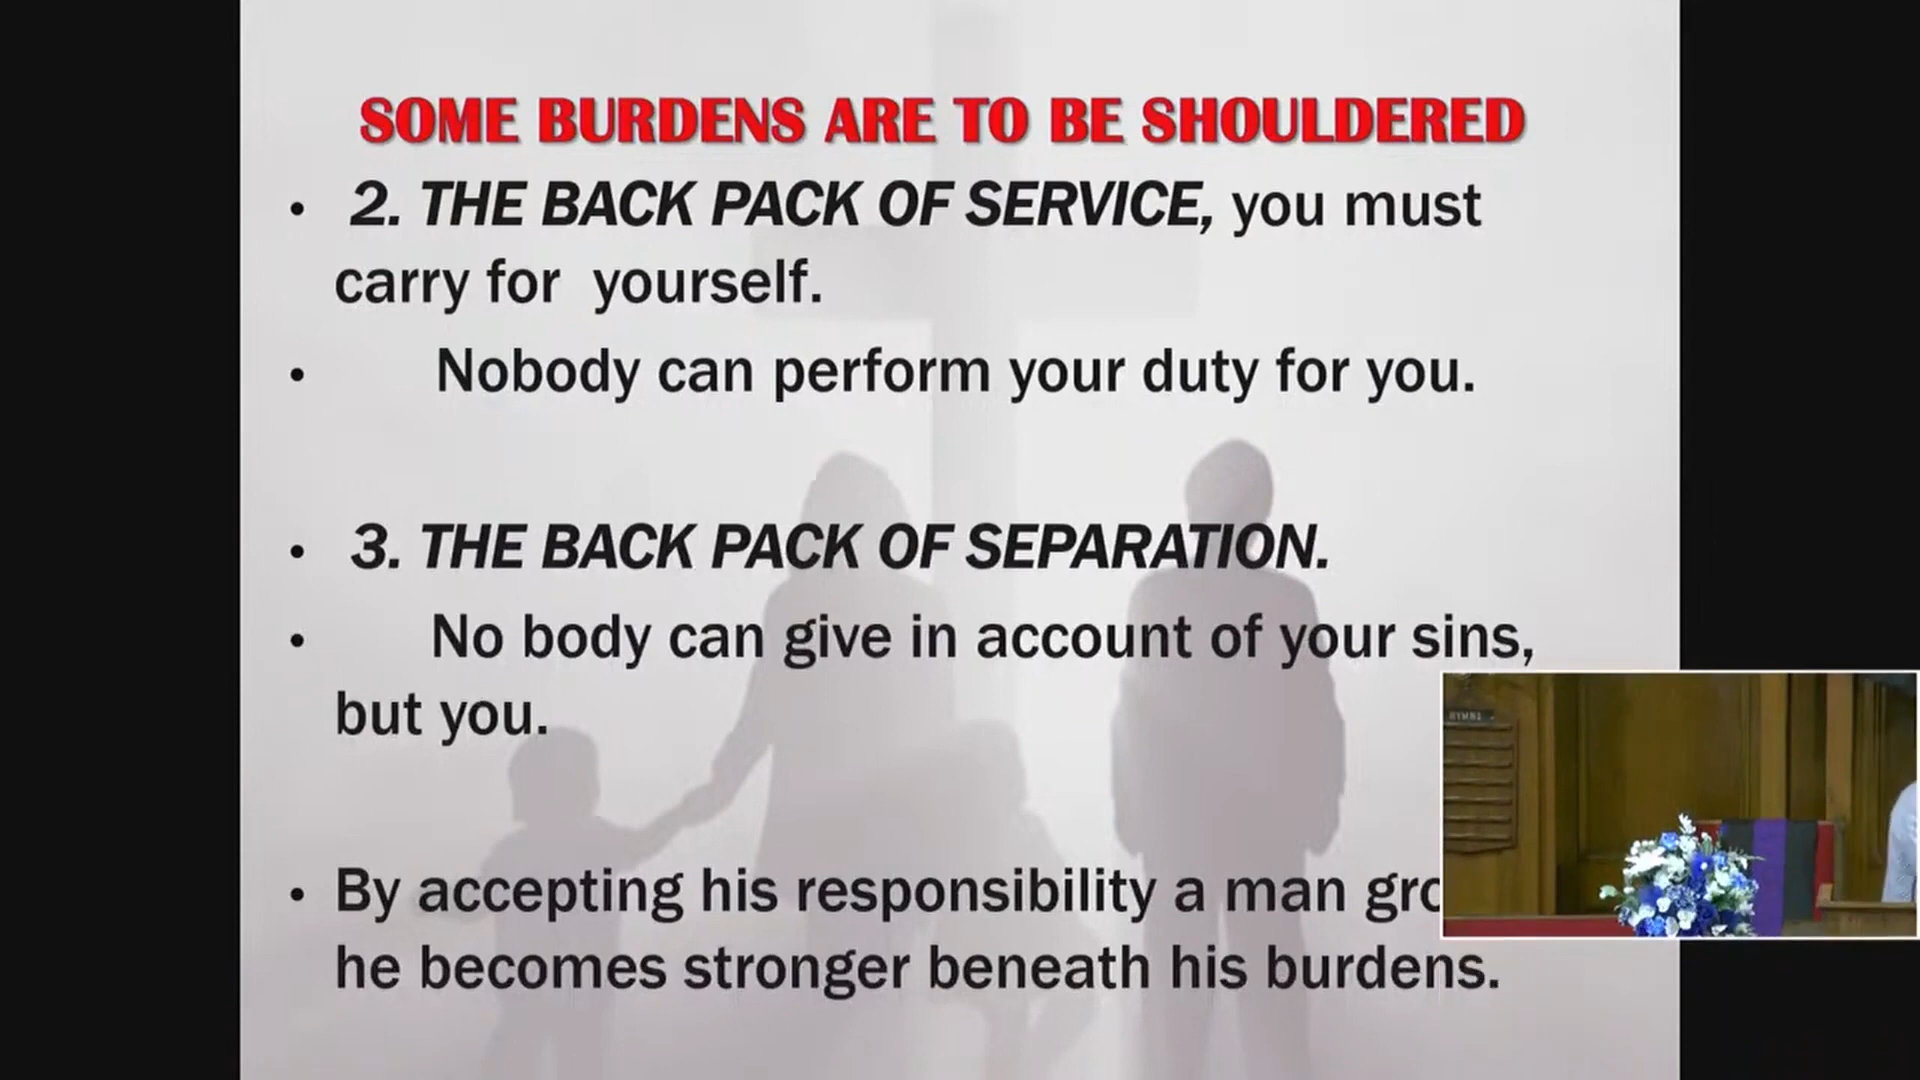 SOME BURDENS ARE TO BE SHOULDERED
• 2. THE BACK PACK OF SERVICE, you must
carry for yourself.
• Nobody can perform your duty for you.
• 3. THE BACK PACK OF SEPARATION.
• No body can give in account of your sins,
but you.
• By accepting his responsibility a man
he becomes stronger beneath his burdens.
HYMNS